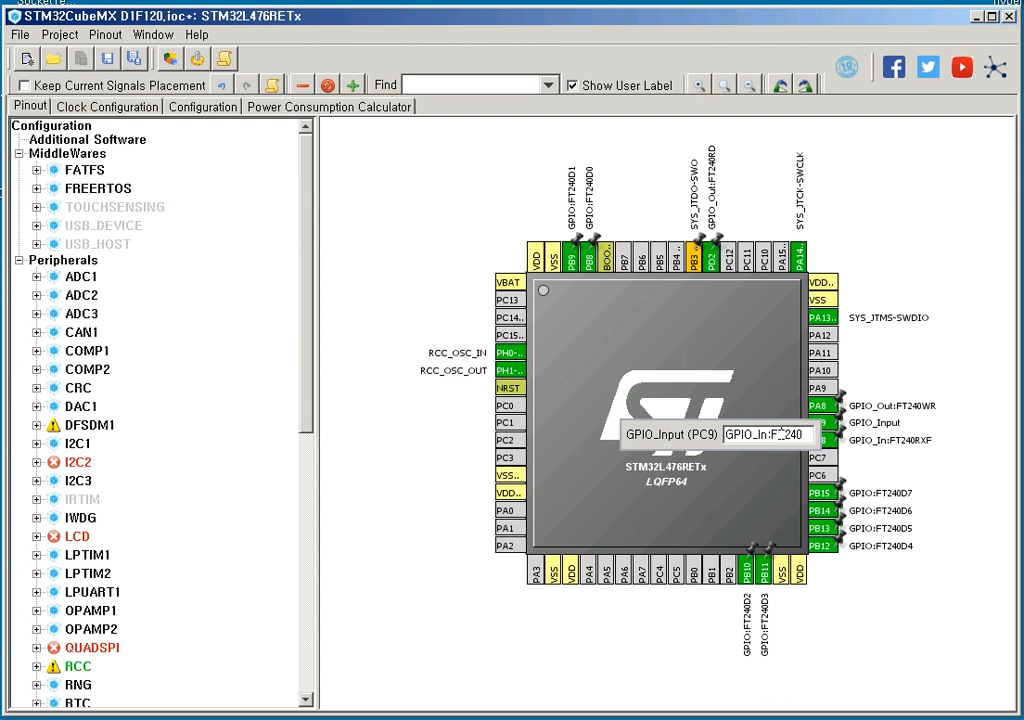 STM32CubeMX D1F120.ioc*: STM32L476RETx
File Project Pinout Window Help
Keep Current Signals Placement Find Show User Label
Pinout Clock Configuration Configuration Power Consumption Calculator
Configuration
Additional Software
MiddleWares
FATFS
FREERTOS
TOUCHSENSING
USB_DEVICE
USB_HOST
Peripherals
ADC1
ADC2
ADC3
CAN1
COMP1
COMP2
CRC
DAC1
DFSDM1
I2C1
I2C2
I2C3
IRTIM
IWDG
LCD
LPTIM1
LPTIM2
LPUART1
OPAMP1
OPAMP2
QUADSPI
RCC
RNG
RTC
GPIO:FT240D1
GPIO:FT240D0
SYS_JTDO-SWO
GPIO_Out:FT240RD
SYS_JTCK-SWCLK
VDD
VSS
PB9
PB8
BOO..
PB7
PB6
PB5
PB4 ..
PB3 ..
PD2
PC12
PC11
PC10
PA15..
PA14..
VBAT
PC13
PC14..
PC15..
RCC_OSC_IN PH0-..
RCC_OSC_OUT PH1-..
NRST
PC0
PC1
PC2
PC3
VSS..
VDD..
PA0
PA1
PA2
VDD..
VSS
PA13.. SYS_JTMS-SWDIO
PA12
PA11
PA10
PA9
PA8 GPIO_Out:FT240WR
9 GPIO_Input
8 GPIO_In:FT240RXF
PC7
PC6
PB15 GPIO:FT240D7
PB14 GPIO:FT240D6
PB13 GPIO:FT240D5
PB12 GPIO:FT240D4
GPIO_Input (PC9) GPIO_In:FT240
STM32L476RETx
LQFP64
PA3
VSS
VDD
PA4
PA5
PA6
PA7
PC4
PC5
PB0
PB1
PB2
PB10
PB11
VSS
VDD
GPIO:FT240D2
GPIO:FT240D3